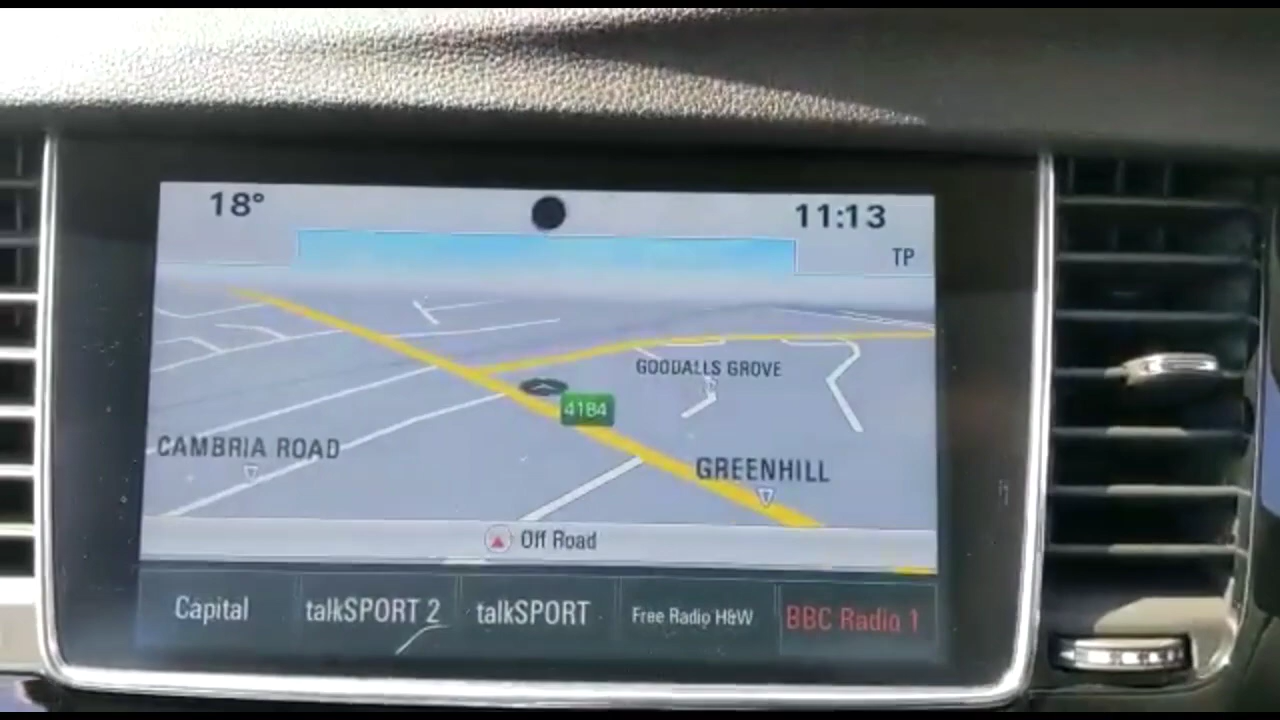 18°
11:13
TP
GOODALLS GROVE
4184
CAMBRIA ROAD
GREENHILL
Off Road
Capital
talkSPORT 2
talkSPORT
Free Radio H&W
BBC Radio 1